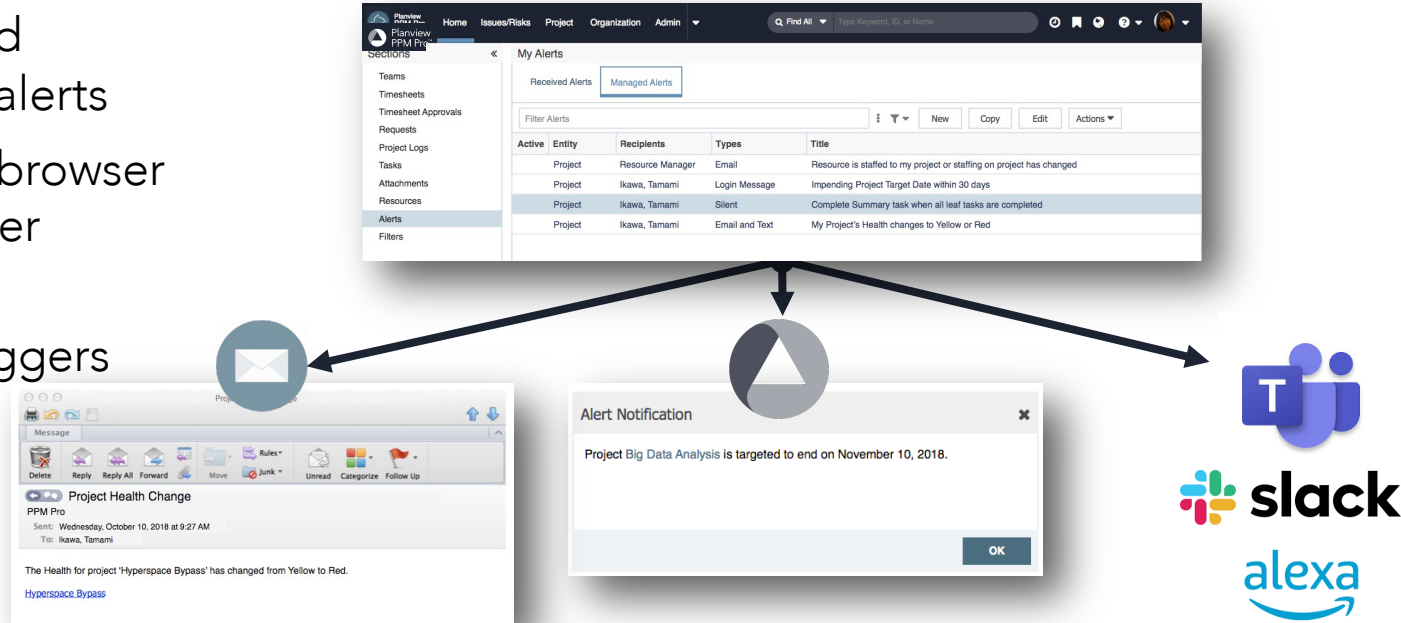 d
alerts
browser
er
ggers
Planview
Planview
PPM Pro
Home Issues/Risks Project Organization Admin
Find All Type Keyword, ID, or Name
Sections
«
Teams
Timesheets
Timesheet Approvals
Requests
Project Logs
Tasks
Attachments
Resources
Alerts
Filters
My Alerts
Received Alerts Managed Alerts
Filter Alerts New Copy Edit Actions
Active Entity Recipients Types Title
Project Resource Manager Email Resource is staffed to my project or staffing on project has changed
Project Ikawa, Tamami Login Message Impending Project Target Date within 30 days
Project Ikawa, Tamami Silent Complete Summary task when all leaf tasks are completed
Project Ikawa, Tamami Email and Text My Project's Health changes to Yellow or Red
Message
Delete Reply Reply All Forward Move Rules Junk Unread Categorize Follow Up
Project Health Change
PPM Pro
Sent: Wednesday, October 10, 2018 at 9:27 AM
To: Ikawa, Tamami
The Health for project 'Hyperspace Bypass' has changed from Yellow to Red.
Hyperspace Bypass
Alert Notification
Project Big Data Analysis is targeted to end on November 10, 2018.
OK
T
slack
alexa